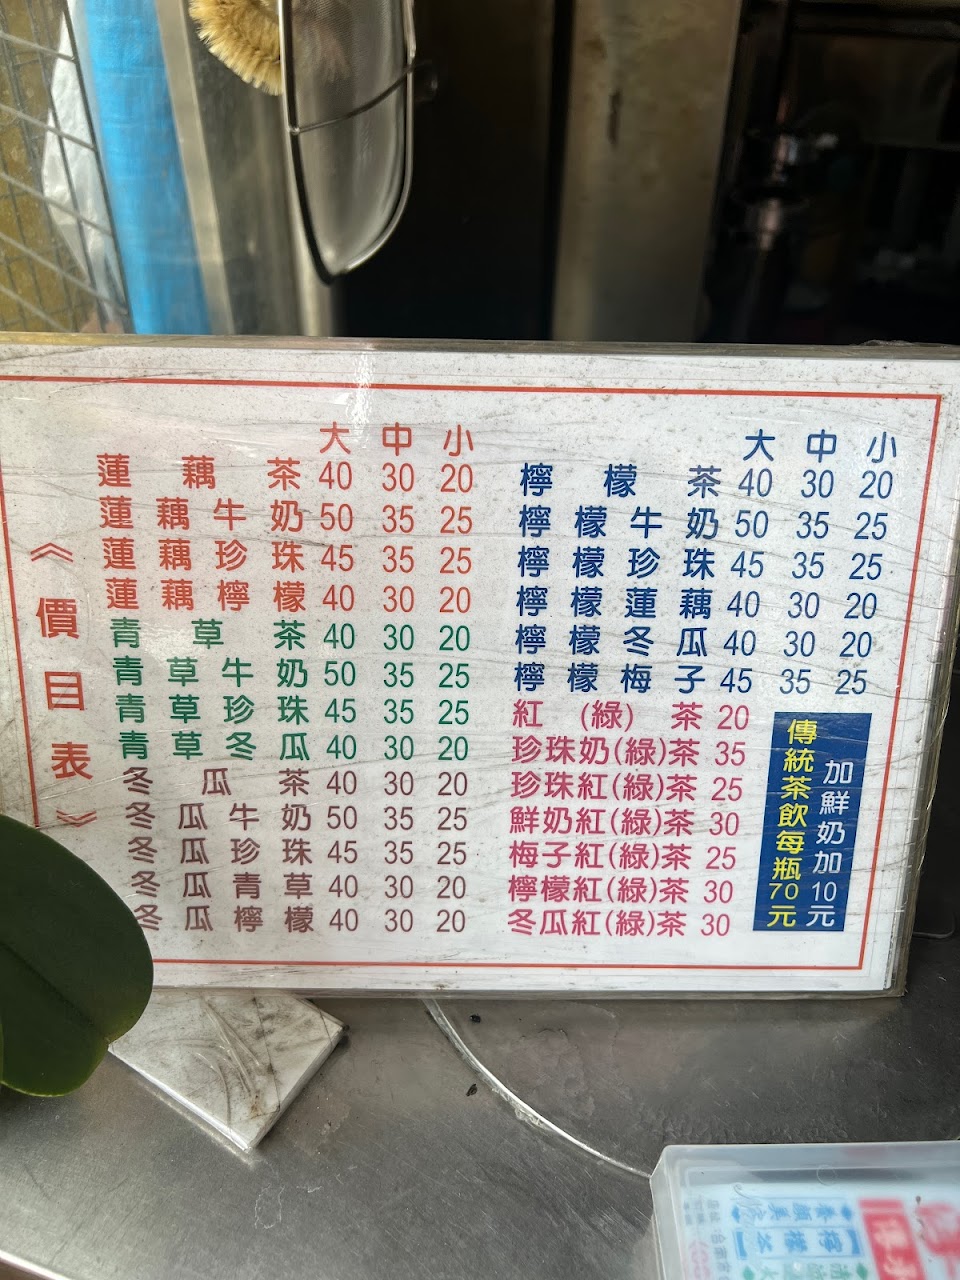 《價目表》
大 中 小
蓮藕茶 40 30 20
蓮藕牛奶 50 35 25
蓮藕珍珠 45 35 25
蓮藕檸檬 40 30 20
青草茶 40 30 20
青草牛奶 50 35 25
青草珍珠 45 35 25
青草冬瓜 40 30 20
冬瓜茶 40 30 20
冬瓜牛奶 50 35 25
冬瓜珍珠 45 35 25
冬瓜青草 40 30 20
冬瓜檸檬 40 30 20
大 中 小
檸檬茶 40 30 20
檸檬牛奶 50 35 25
檸檬珍珠 45 35 25
檸檬蓮藕 40 30 20
檸檬冬瓜 40 30 20
檸檬梅子 45 35 25
紅(綠)茶 20
珍珠奶(綠)茶 35
珍珠紅(綠)茶 25
鮮奶紅(綠)茶 30
梅子紅(綠)茶 25
檸檬紅(綠)茶 30
冬瓜紅(綠)茶 30
傳統茶飲每瓶70元
加鮮奶加10元
檸檬茶